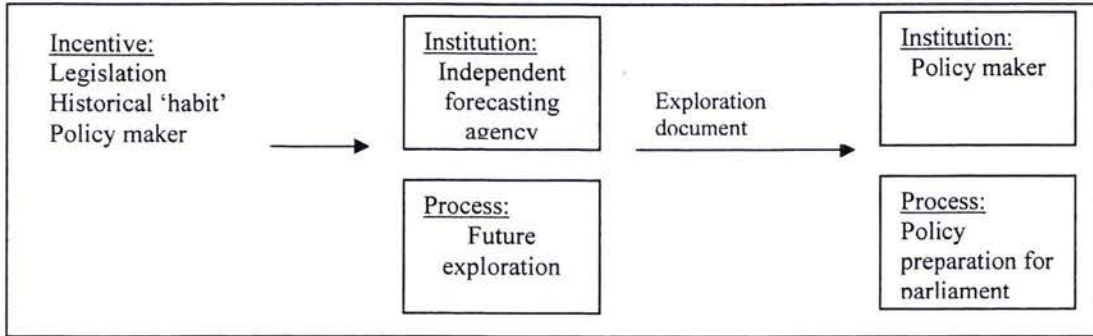 Incentive:
Legislation
Historical ‘habit’
Policy maker
Institution:
Independent
forecasting
agency
Process:
Future
exploration
Exploration
document
Institution:
Policy maker
Process:
Policy
preparation for
parliament